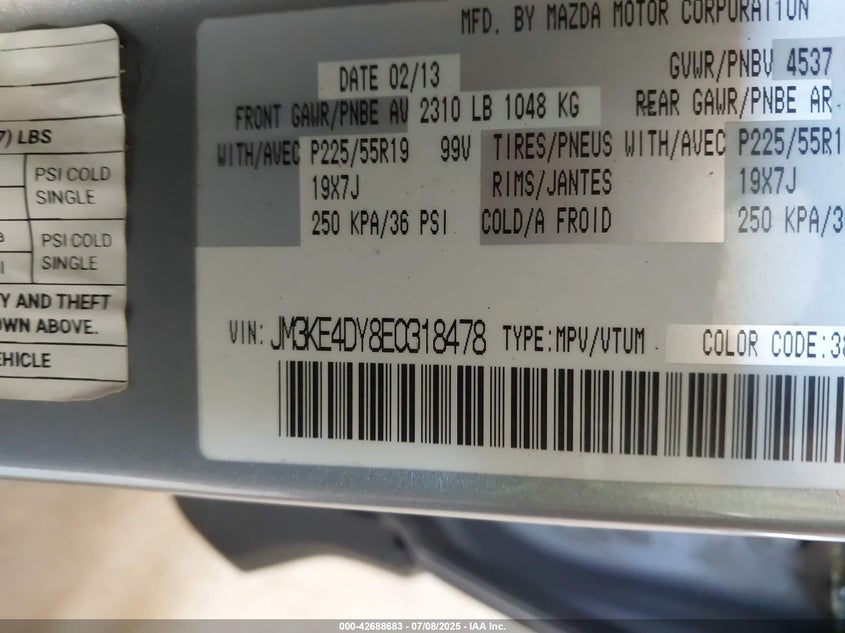 MFD. BY MAZDA MOTOR CORPORATION
DATE 02/13
GVWR/PNBV 4537
FRONT GAWR/PNBE AV 2310 LB 1048 KG
REAR GAWR/PNBE AR
WITH/AVEC P225/55R19 99V TIRES/PNEUS WITH/AVEC P225/55R1
19X7J RIMS/JANTES 19X7J
250 KPA/36 PSI COLD/A FROID 250 KPA/3
VIN: JM3KE4DY8E0318478 TYPE:MPV/VTUM COLOR CODE:38
7) LBS
PSI COLD
SINGLE
PSI COLD
SINGLE
Y AND THEFT
OWN ABOVE.
EHICLE
000-42688683 / 07/08/2025 - IAA Inc.